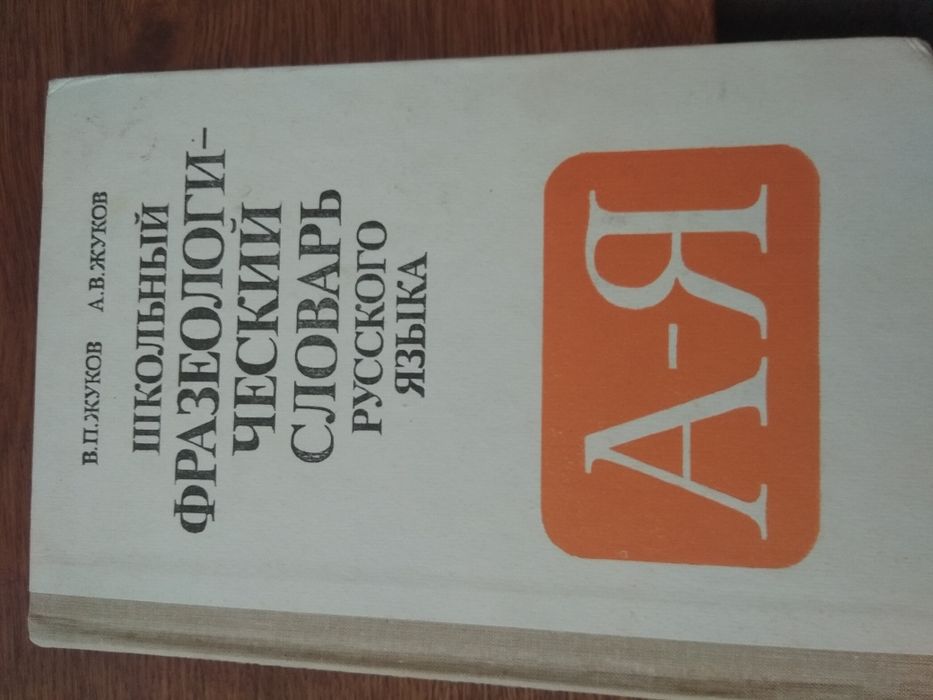 В.П.ЖУКОВ А.В.ЖУКОВ
ШКОЛЬНЫЙ
ФРАЗЕОЛОГИ-
ЧЕСКИЙ
СЛОВАРЬ
РУССКОГО
ЯЗЫКА
А-Я